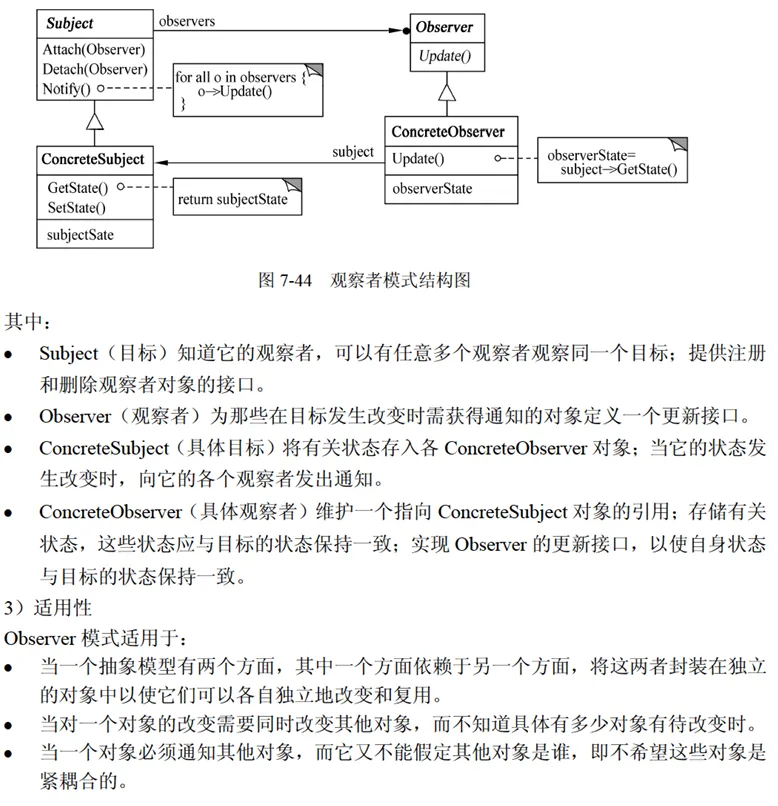 Subject
observers
Observer
Attach(Observer)
Detach(Observer)
Notify()
for all o in observers {
o->Update()
}
Update()
ConcreteSubject
GetState()
SetState()
subjectSate
return subjectState
subject
ConcreteObserver
Update()
observerState
observerState=
subject->GetState()
图 7-44 观察者模式结构图
其中：
● Subject（目标）知道它的观察者，可以有任意多个观察者观察同一个目标；提供注册
和删除观察者对象的接口。
● Observer（观察者）为那些在目标发生改变时需获得通知的对象定义一个更新接口。
● ConcreteSubject（具体目标）将有关状态存入各 ConcreteObserver 对象；当它的状态发
生改变时，向它的各个观察者发出通知。
● ConcreteObserver（具体观察者）维护一个指向 ConcreteSubject 对象的引用；存储有关
状态，这些状态应与目标的状态保持一致；实现 Observer 的更新接口，以使自身状态
与目标的状态保持一致。
3）适用性
Observer 模式适用于：
● 当一个抽象模型有两个方面，其中一个方面依赖于另一个方面，将这两者封装在独立
的对象中以使它们可以各自独立地改变和复用。
● 当对一个对象的改变需要同时改变其他对象，而不知道具体有多少对象有待改变时。
● 当一个对象必须通知其他对象，而它又不能假定其他对象是谁，即不希望这些对象是
紧耦合的。